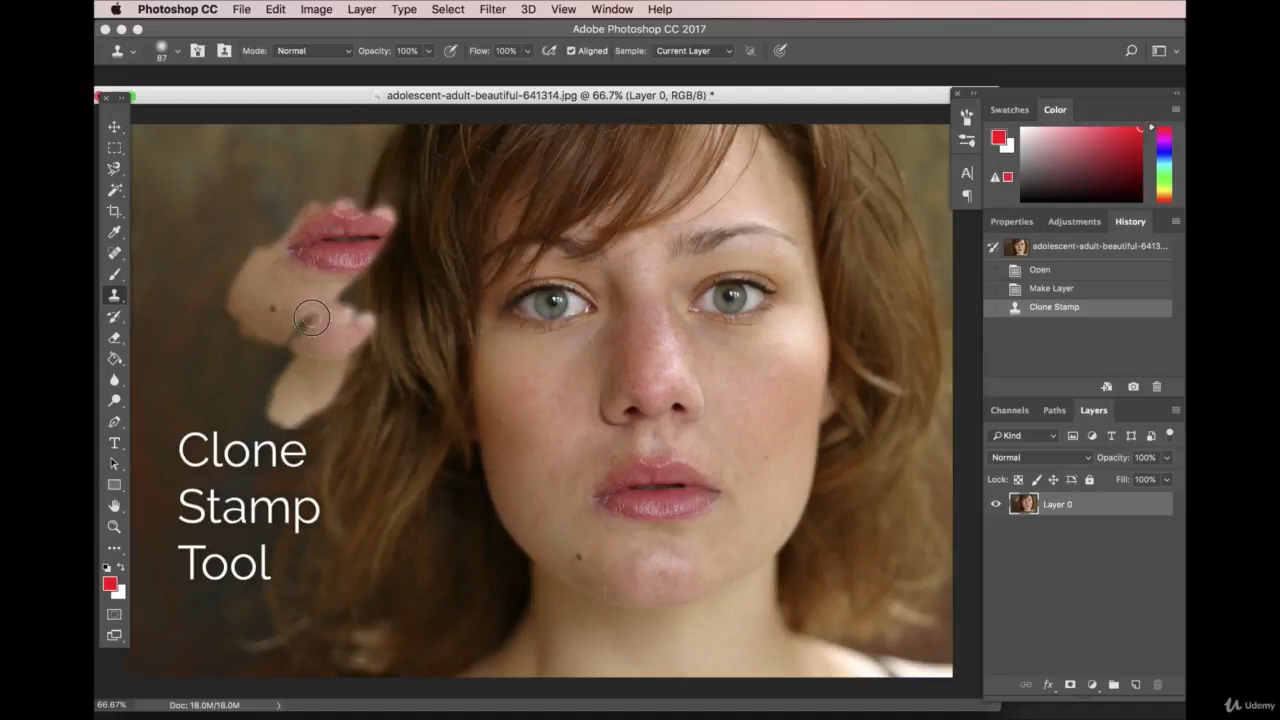 Photoshop CC File Edit Image Layer Type Select Filter 3D View Window Help
Adobe Photoshop CC 2017
87 Mode: Normal Opacity: 100% Flow: 100% Aligned Sample: Current Layer
adolescent-adult-beautiful-641314.jpg @ 66.7% (Layer 0, RGB/8) *
Swatches Color
Properties Adjustments History
adolescent-adult-beautiful-6413...
Open
Make Layer
Clone Stamp
Channels Paths Layers
Kind
Normal Opacity: 100%
Lock: Fill: 100%
Layer 0
Clone
Stamp
Tool
66.67% Doc: 18.0M/18.0M
Udemy